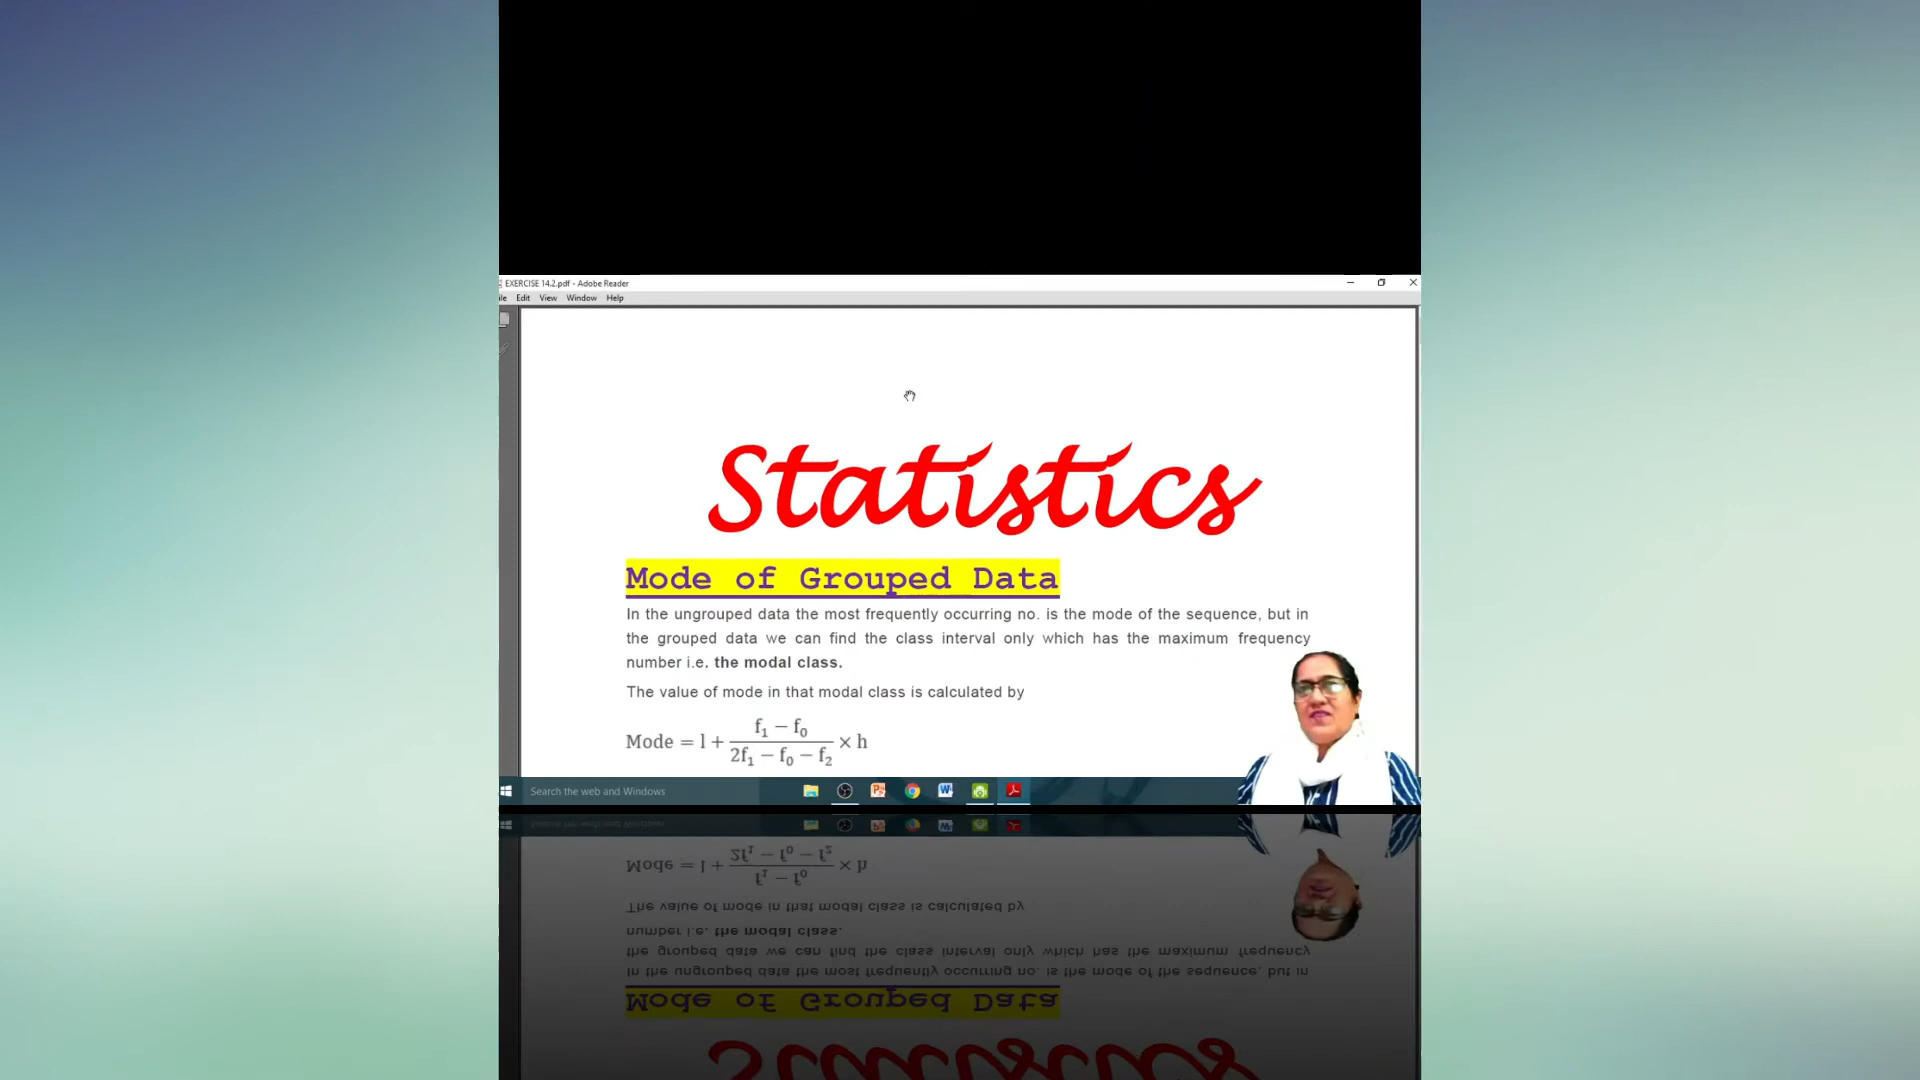 EXERCISE 14.2.pdf - Adobe Reader
Edit View Window Help
Statistics
Mode of Grouped Data
In the ungrouped data the most frequently occurring no. is the mode of the sequence, but in
the grouped data we can find the class interval only which has the maximum frequency
number i.e. the modal class.
The value of mode in that modal class is calculated by
Mode = l + (f₁ − f₀) / (2f₁ − f₀ − f₂) × h
Search the web and Windows